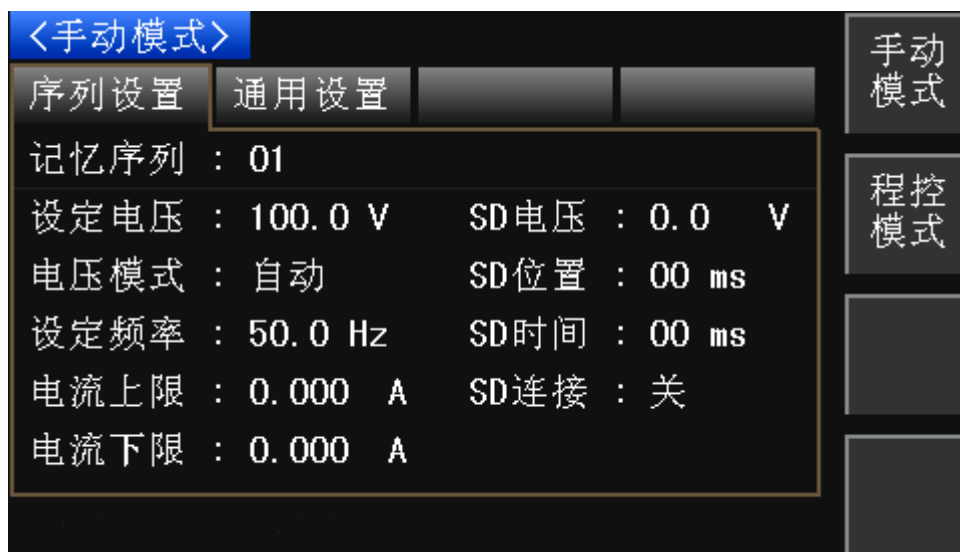 <手动模式>
序列设置 通用设置
记忆序列 : 01
设定电压 : 100.0 V SD电压 : 0.0 V
电压模式 : 自动 SD位置 : 00 ms
设定频率 : 50.0 Hz SD时间 : 00 ms
电流上限 : 0.000 A SD连接 : 关
电流下限 : 0.000 A
手动
模式
程控
模式